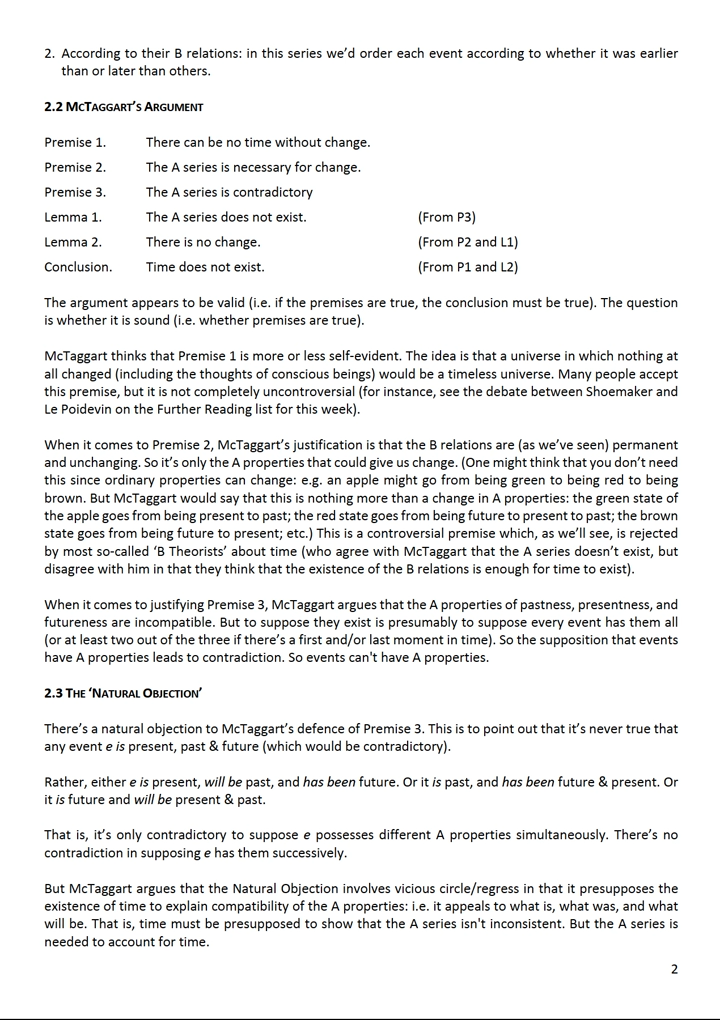 2. According to their B relations: in this series we’d order each event according to whether it was earlier
than or later than others.
2.2 MCTAGGART’S ARGUMENT
Premise 1. There can be no time without change.
Premise 2. The A series is necessary for change.
Premise 3. The A series is contradictory
Lemma 1. The A series does not exist. (From P3)
Lemma 2. There is no change. (From P2 and L1)
Conclusion. Time does not exist. (From P1 and L2)
The argument appears to be valid (i.e. if the premises are true, the conclusion must be true). The question
is whether it is sound (i.e. whether premises are true).
McTaggart thinks that Premise 1 is more or less self-evident. The idea is that a universe in which nothing at
all changed (including the thoughts of conscious beings) would be a timeless universe. Many people accept
this premise, but it is not completely uncontroversial (for instance, see the debate between Shoemaker and
Le Poidevin on the Further Reading list for this week).
When it comes to Premise 2, McTaggart’s justification is that the B relations are (as we’ve seen) permanent
and unchanging. So it’s only the A properties that could give us change. (One might think that you don’t need
this since ordinary properties can change: e.g. an apple might go from being green to being red to being
brown. But McTaggart would say that this is nothing more than a change in A properties: the green state of
the apple goes from being present to past; the red state goes from being future to present to past; the brown
state goes from being future to present; etc.) This is a controversial premise which, as we’ll see, is rejected
by most so-called ‘B Theorists’ about time (who agree with McTaggart that the A series doesn’t exist, but
disagree with him in that they think that the existence of the B relations is enough for time to exist).
When it comes to justifying Premise 3, McTaggart argues that the A properties of pastness, presentness, and
futureness are incompatible. But to suppose they exist is presumably to suppose every event has them all
(or at least two out of the three if there’s a first and/or last moment in time). So the supposition that events
have A properties leads to contradiction. So events can't have A properties.
2.3 THE ‘NATURAL OBJECTION’
There’s a natural objection to McTaggart’s defence of Premise 3. This is to point out that it’s never true that
any event e is present, past & future (which would be contradictory).
Rather, either e is present, will be past, and has been future. Or it is past, and has been future & present. Or
it is future and will be present & past.
That is, it’s only contradictory to suppose e possesses different A properties simultaneously. There’s no
contradiction in supposing e has them successively.
But McTaggart argues that the Natural Objection involves vicious circle/regress in that it presupposes the
existence of time to explain compatibility of the A properties: i.e. it appeals to what is, what was, and what
will be. That is, time must be presupposed to show that the A series isn't inconsistent. But the A series is
needed to account for time.
2